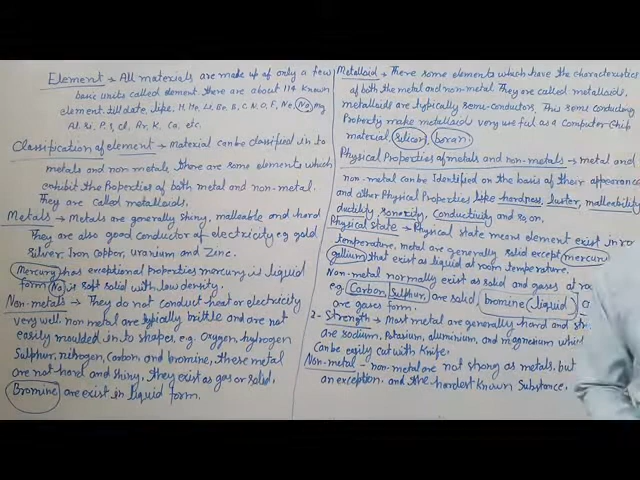 Element → All materials are make up of only a few
basic units called element. there are about 114 known
element till date, like, H, He, Li, Be, B, C, N, O, F, Ne, Na, mg
Al, Si, P, S, cl, Ar, K, Ca, etc.
Classification of element → material can be classified in to
metals and non metals, there are some elements which
exhibit the Properties of both metal and non-metal.
They are called metalloids.
Metals → Metals are generally shiny, malleable and hard
They are also good conductor of electricity eg gold
Silver, Iron copper, uranium and Zinc.
Mercury has exceptional properties mercury is liquid
form Na is soft solid with low density.
Non-metals → They do not conduct heat or electricity
very well non metal are typically brittle and are not
easily moulded in to shapes, e.g. Oxygen, hydrogen
Sulphur, nitrogen, Carbon and bromine, These metal
are not hard and shiny, They exist as gas or solid.
Bromine are exist in liquid form.
Metalloid → There some elements which have the characteristics
of both the metal and non-metal. They are called metalloids,
metalloid are typically semi-conductors. This semi conducting
Property make metalloid very useful as a Computer-Chip
material, Silicon, boran.
Physical Properties of metals and non-metals → metal and
non-metal can be Identified on the basis of their appearance
and other Physical Properties like hardness, luster, malleability
ductility, sonority, Conductivity and so, on.
Physical state → Physical state means element exist in ro
temperature, metal are generally solid except mercur
gallium that exist as liquid at room temperature.
Non-metal normally exist as solid and gases at ro
e.g. Carbon, Sulphur are solid bromine (liquid)
are gases form.
2- Strength → Most metal are generally hard and st
are sodium, Potasium, aluminium, and magnesium which
Can be easily cut with Knife.
Non-metal - non-metal are not strong as metals, but
an exception, and the hardest Known Substance.